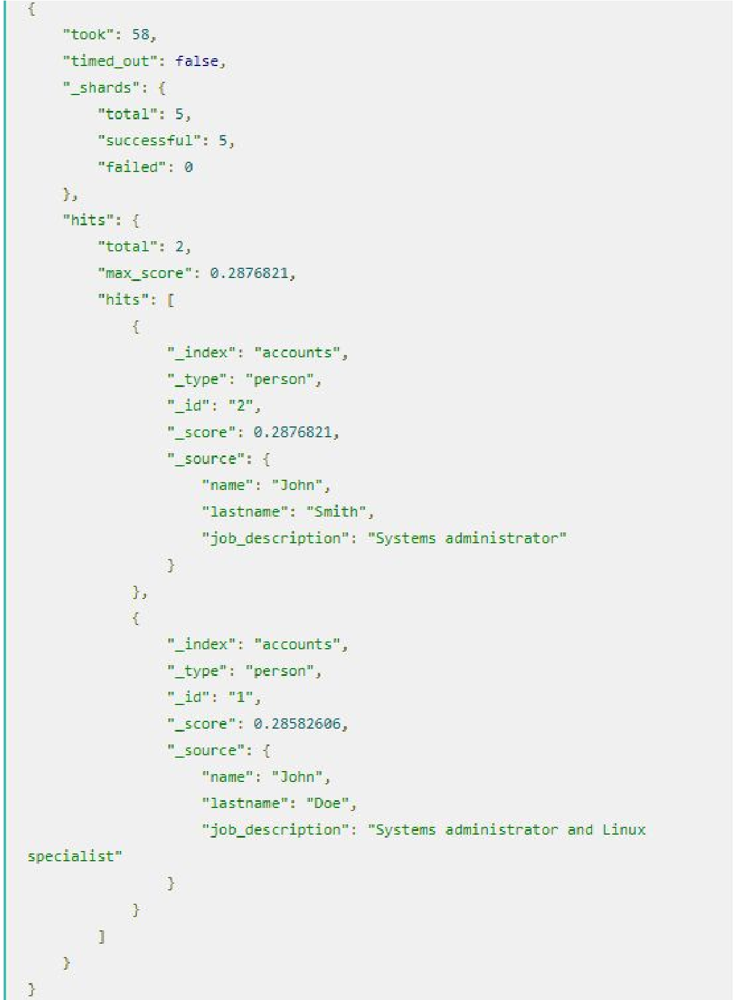 {
    "took": 58,
    "timed_out": false,
    "_shards": {
        "total": 5,
        "successful": 5,
        "failed": 0
    },
    "hits": {
        "total": 2,
        "max_score": 0.2876821,
        "hits": [
            {
                "_index": "accounts",
                "_type": "person",
                "_id": "2",
                "_score": 0.2876821,
                "_source": {
                    "name": "John",
                    "lastname": "Smith",
                    "job_description": "Systems administrator"
                }
            },
            {
                "_index": "accounts",
                "_type": "person",
                "_id": "1",
                "_score": 0.28582606,
                "_source": {
                    "name": "John",
                    "lastname": "Doe",
                    "job_description": "Systems administrator and Linux
specialist"
                }
            }
        ]
    }
}